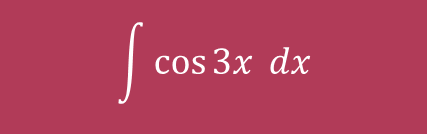 ∫ cos 3x dx